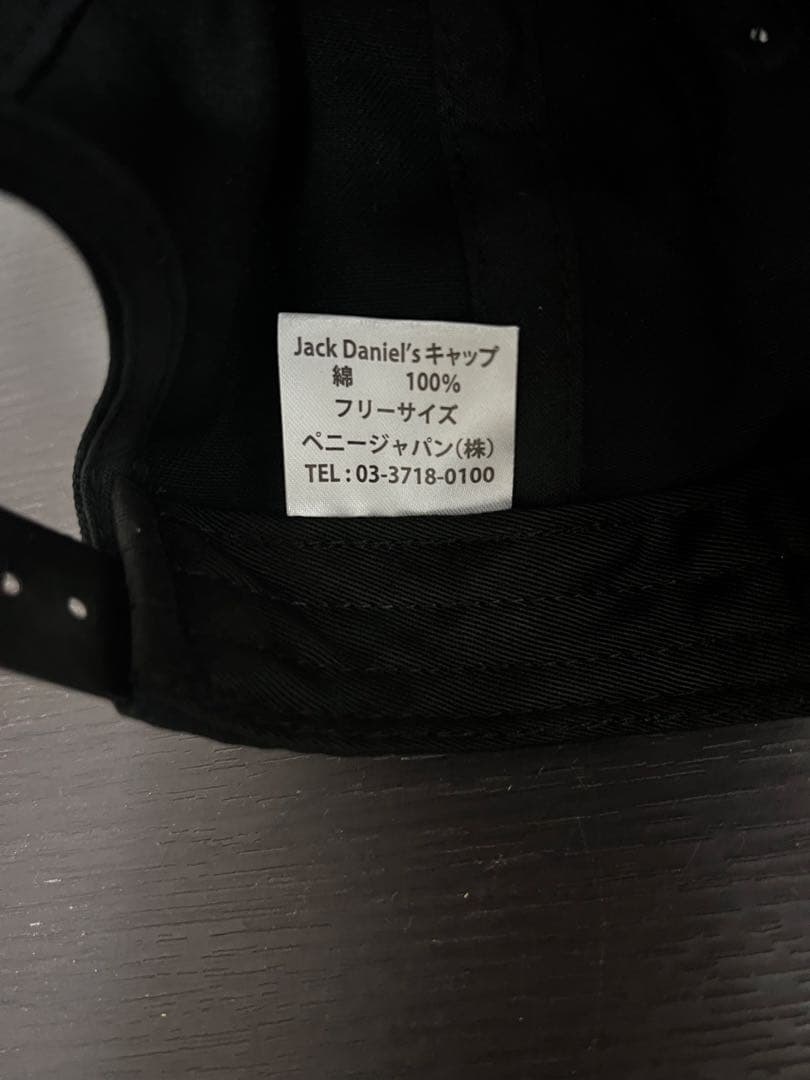 Jack Daniel'sキャップ
綿 100%
フリーサイズ
ペニージャパン(株)
TEL : 03-3718-0100